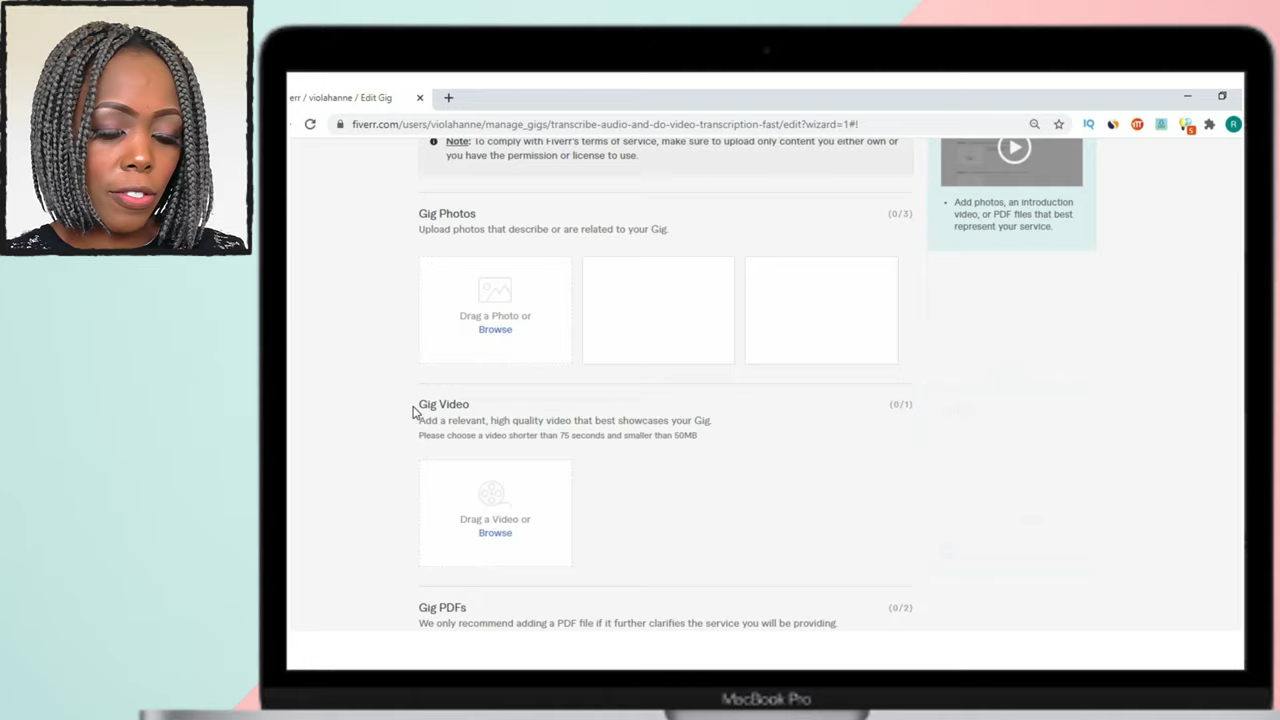 err / violahanne / Edit Gig
fiverr.com/users/violahanne/manage_gigs/transcribe-audio-and-do-video-transcription-fast/edit?wizard=1#!
IQ
5
R
Note: To comply with Fiverr's terms of service, make sure to upload only content you either own or
you have the permission or license to use.
Add photos, an introduction
video, or PDF files that best
represent your service.
Gig Photos
(0/3)
Upload photos that describe or are related to your Gig.
Drag a Photo or
Browse
Gig Video
(0/1)
Add a relevant, high quality video that best showcases your Gig.
Please choose a video shorter than 75 seconds and smaller than 50MB
Drag a Video or
Browse
Gig PDFs
(0/2)
We only recommend adding a PDF file if it further clarifies the service you will be providing.
MacBook Pro